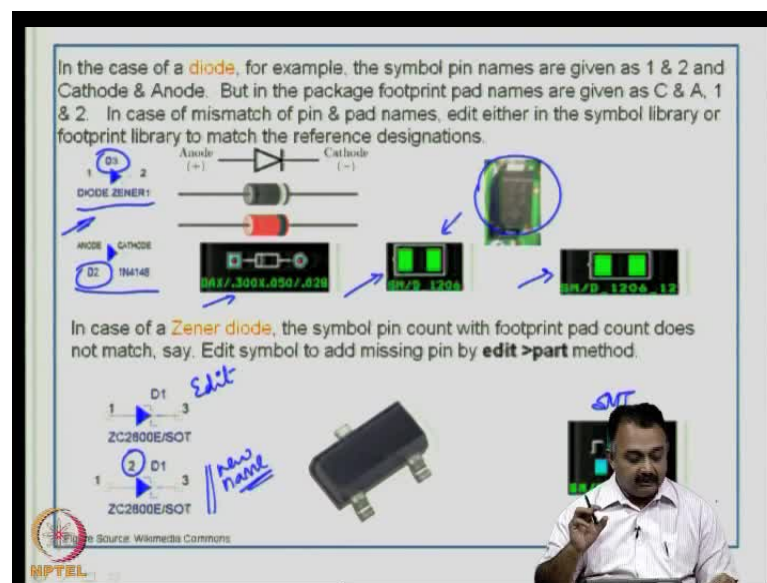 In the case of a diode, for example, the symbol pin names are given as 1 & 2 and
Cathode & Anode. But in the package footprint pad names are given as C & A, 1
& 2. In case of mismatch of pin & pad names, edit either in the symbol library or
footprint library to match the reference designations.
D3
1 2
DIODE ZENER1
Anode Cathode
(+) (−)
ANODE CATHODE
D2 1N4148
DAX/.300X.050/.028
SM/D_1206
SM/D_1206_12
In case of a Zener diode, the symbol pin count with footprint pad count does
not match, say. Edit symbol to add missing pin by edit >part method.
Edit
D1
1 3
ZC2800E/SOT
SMT
2 D1
1 3
ZC2800E/SOT
new
name
Source: Wikimedia Commons
NPTEL